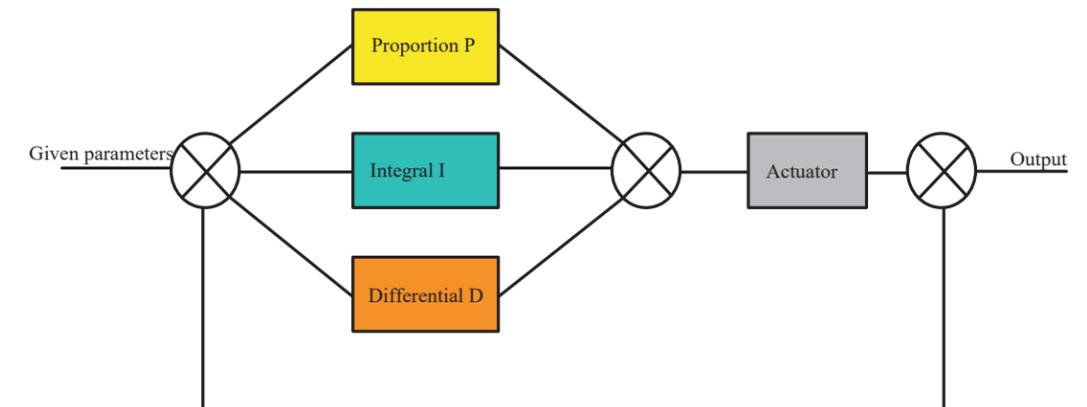 Proportion P
Given parameters
Integral I
Actuator
Output
Differential D